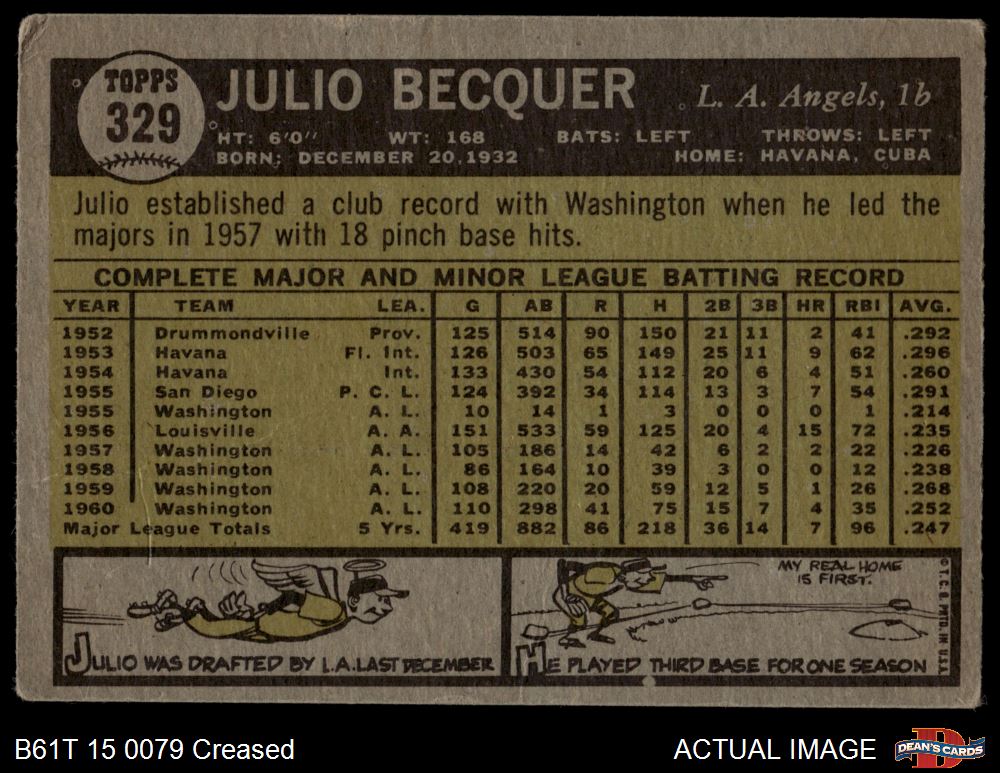 TOPPS
329
JULIO BECQUER
L. A. Angels, 1b
HT: 6'0" WT: 168 BATS: LEFT THROWS: LEFT
BORN: DECEMBER 20, 1932 HOME: HAVANA, CUBA
Julio established a club record with Washington when he led the
majors in 1957 with 18 pinch base hits.
COMPLETE MAJOR AND MINOR LEAGUE BATTING RECORD
YEAR TEAM LEA. G AB R H 2B 3B HR RBI AVG.
1952 Drummondville Prov. 125 514 90 150 21 11 2 41 .292
1953 Havana Fl. Int. 126 503 65 149 25 11 9 62 .296
1954 Havana Int. 133 430 54 112 20 6 4 51 .260
1955 San Diego P. C. L. 124 392 34 114 13 3 7 54 .291
1955 Washington A. L. 10 14 1 3 0 0 0 1 .214
1956 Louisville A. A. 151 533 59 125 20 4 15 72 .235
1957 Washington A. L. 105 186 14 42 6 2 2 22 .226
1958 Washington A. L. 86 164 10 39 3 0 0 12 .238
1959 Washington A. L. 108 220 20 59 12 5 1 26 .268
1960 Washington A. L. 110 298 41 75 15 7 4 35 .252
Major League Totals 5 Yrs. 419 882 86 218 36 14 7 96 .247
JULIO WAS DRAFTED BY L.A. LAST DECEMBER
MY REAL HOME
IS FIRST.
HE PLAYED THIRD BASE FOR ONE SEASON
© T. C. G. PRTD. IN U.S.A.
B61T 15 0079 Creased
ACTUAL IMAGE
D
DEAN'S CARDS